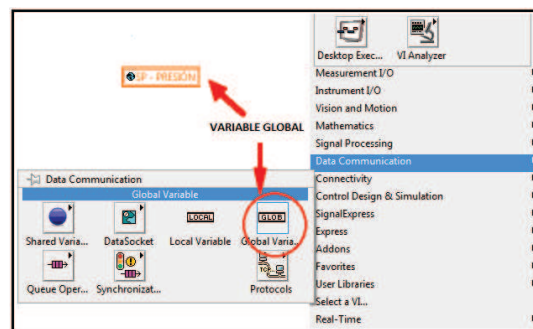 Desktop Exec... VI Analyzer
SP - PRESIÓN
Measurement I/O
Instrument I/O
Vision and Motion
VARIABLE GLOBAL
Mathematics
Signal Processing
Data Communication
Connectivity
Control Design & Simulation
SignalExpress
Express
Addons
Favorites
User Libraries
Select a VI...
Real-Time
Data Communication
Global Variable
LOCAL
GLOB
Shared Varia... DataSocket Local Variable Global Varia...
Queue Oper... Synchronizat... Protocols